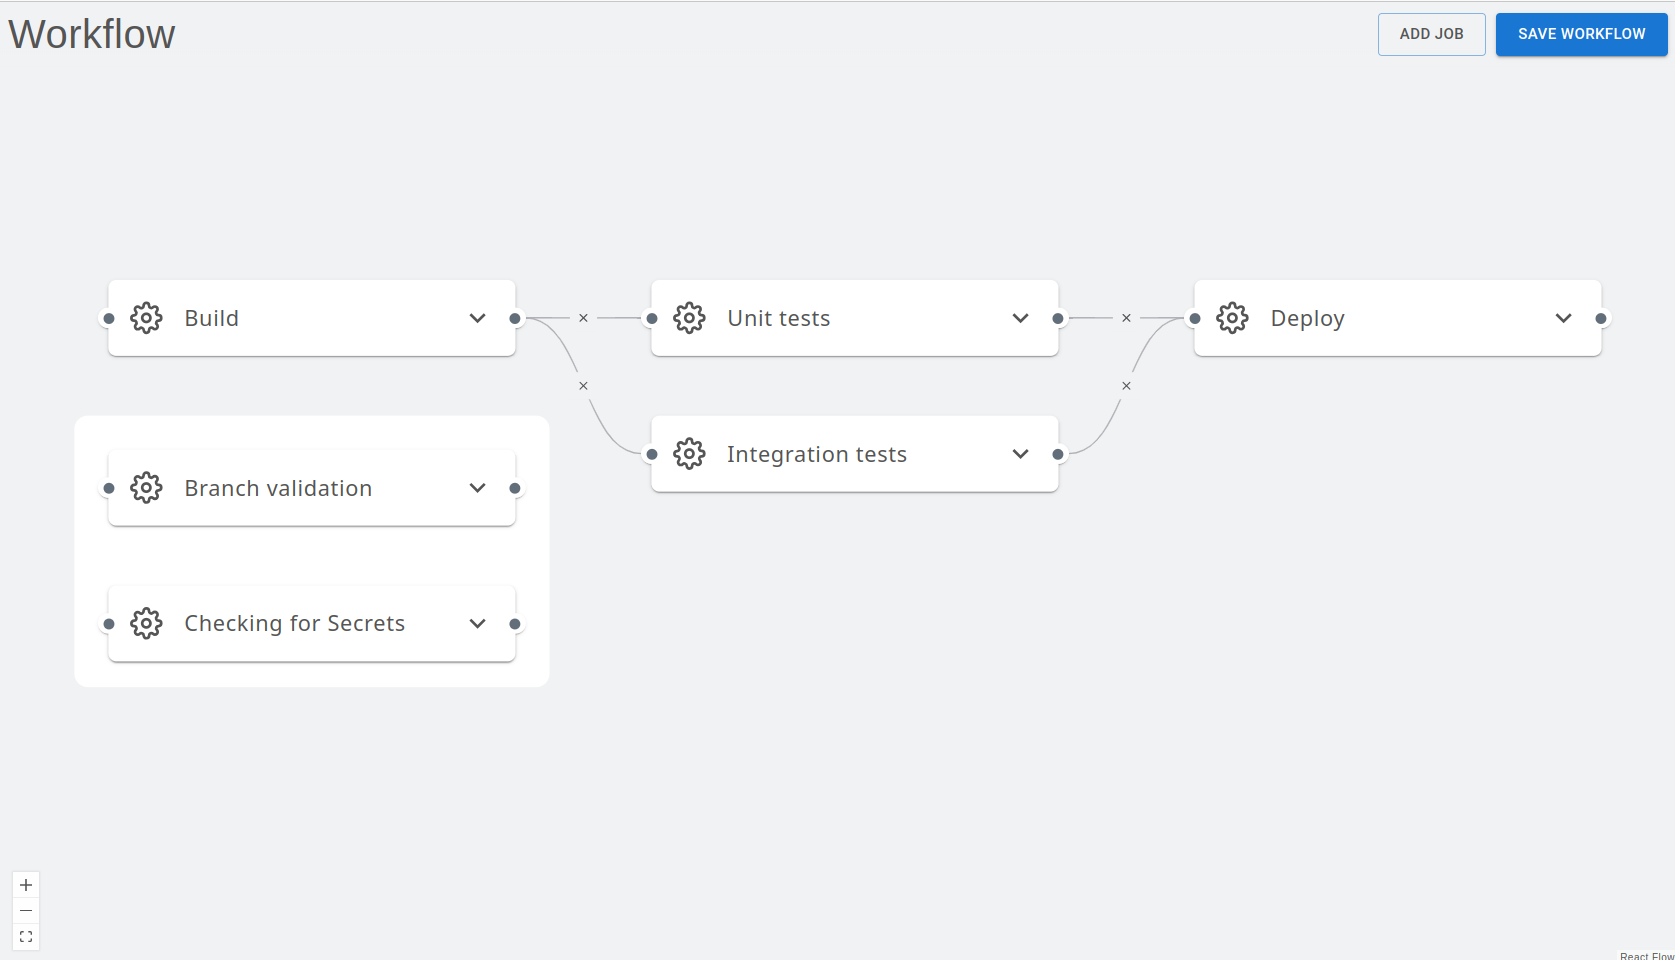 Workflow
ADD JOB
SAVE WORKFLOW
Build
Unit tests
Deploy
Integration tests
Branch validation
Checking for Secrets
React Flow